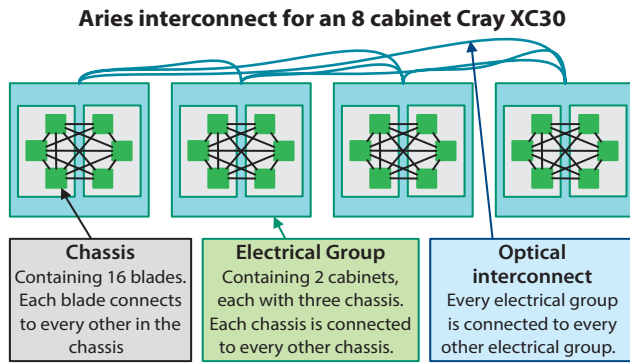 Aries interconnect for an 8 cabinet Cray XC30
Chassis
Containing 16 blades.
Each blade connects
to every other in the
chassis
Electrical Group
Containing 2 cabinets,
each with three chassis.
Each chassis is connected
to every other chassis.
Optical
interconnect
Every electrical group
is connected to every
other electrical group.